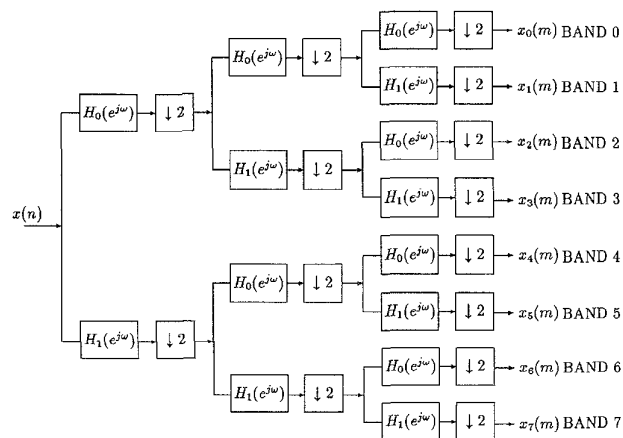 H₀(e^{jω}) ↓ 2 x₀(m) BAND 0
H₀(e^{jω}) ↓ 2
H₁(e^{jω}) ↓ 2 x₁(m) BAND 1
H₀(e^{jω}) ↓ 2
H₀(e^{jω}) ↓ 2 x₂(m) BAND 2
H₁(e^{jω}) ↓ 2
H₁(e^{jω}) ↓ 2 x₃(m) BAND 3
x(n)
H₀(e^{jω}) ↓ 2 x₄(m) BAND 4
H₀(e^{jω}) ↓ 2
H₁(e^{jω}) ↓ 2 x₅(m) BAND 5
H₁(e^{jω}) ↓ 2
H₀(e^{jω}) ↓ 2 x₆(m) BAND 6
H₁(e^{jω}) ↓ 2
H₁(e^{jω}) ↓ 2 x₇(m) BAND 7